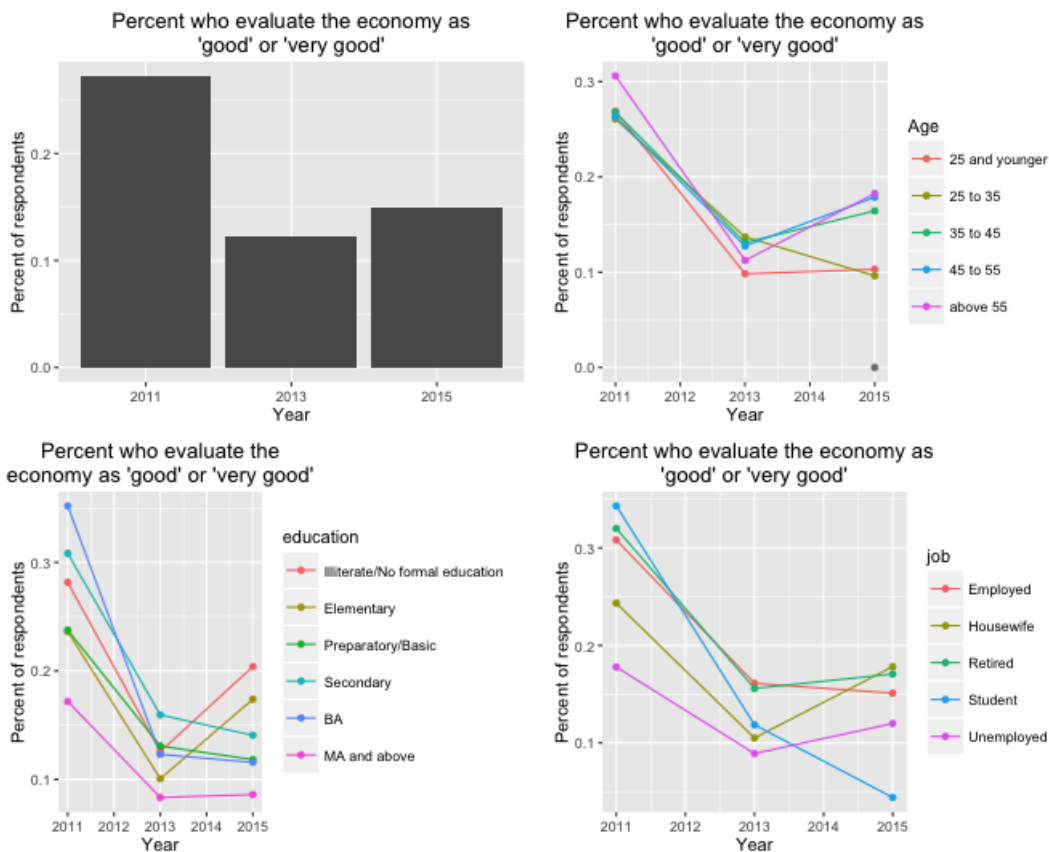 Percent who evaluate the economy as
'good' or 'very good'
Percent of respondents
0.2
0.1
0.0
2011 2013 2015
Year
Percent who evaluate the economy as
'good' or 'very good'
Percent of respondents
0.3
0.2
0.1
0.0
2011 2012 2013 2014 2015
Year
Age
25 and younger
25 to 35
35 to 45
45 to 55
above 55
Percent who evaluate the
economy as 'good' or 'very good'
Percent of respondents
0.3
0.2
0.1
2011 2012 2013 2014 2015
Year
education
Illiterate/No formal education
Elementary
Preparatory/Basic
Secondary
BA
MA and above
Percent who evaluate the economy as
'good' or 'very good'
Percent of respondents
0.3
0.2
0.1
2011 2012 2013 2014 2015
Year
job
Employed
Housewife
Retired
Student
Unemployed